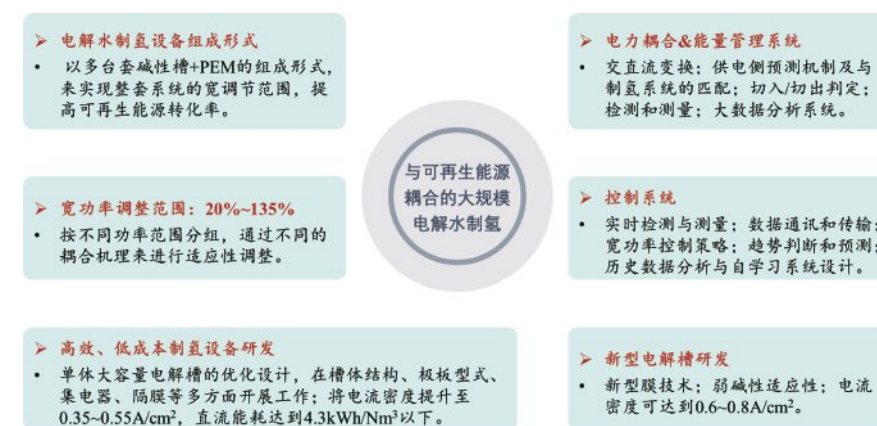 ➢ 电解水制氢设备组成形式
• 以多台套碱性槽+PEM的组成形式，
来实现整套系统的宽调节范围，提
高可再生能源转化率。
➢ 电力耦合&能量管理系统
• 交直流变换；供电侧预测机制及与
制氢系统的匹配；切入/切出判定；
检测和测量；大数据分析系统。
与可再生能源
耦合的大规模
电解水制氢
➢ 宽功率调整范围：20%~135%
• 按不同功率范围分组，通过不同的
耦合机理来进行适应性调整。
➢ 控制系统
• 实时检测与测量；数据通讯和传输；
宽功率控制策略；趋势判断和预测；
历史数据分析与自学习系统设计。
➢ 高效、低成本制氢设备研发
• 单体大容量电解槽的优化设计，在槽体结构、极板型式、
集电器、隔膜等多方面开展工作；将电流密度提升至
0.35~0.55A/cm²，直流能耗达到4.3kWh/Nm³以下。
➢ 新型电解槽研发
• 新型膜技术；弱碱性适应性；电流
密度可达到0.6~0.8A/cm²。